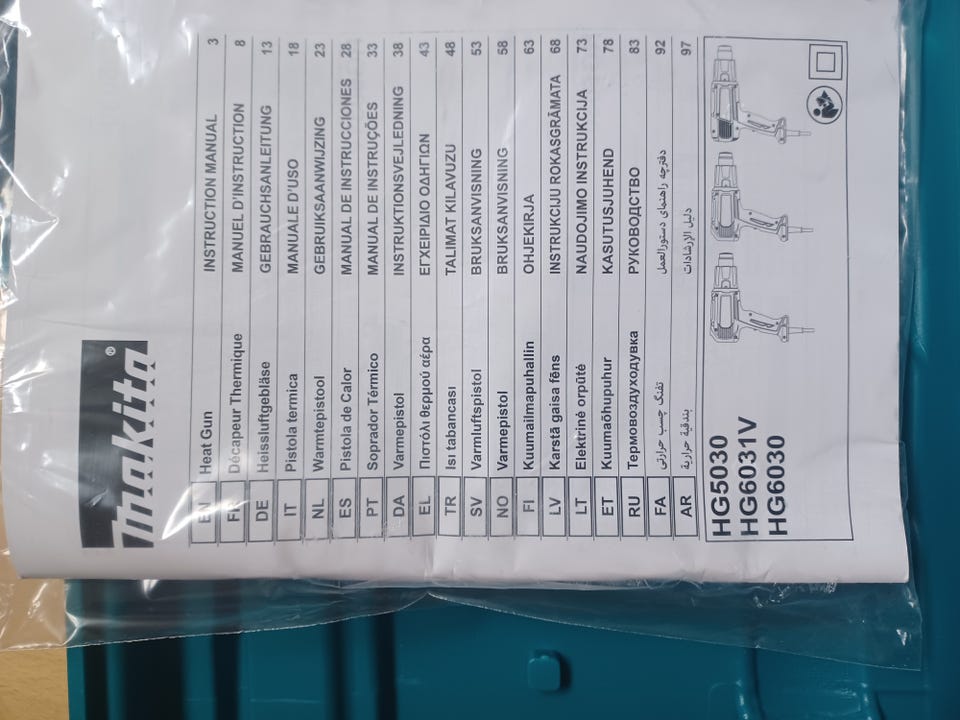 makita®
EN Heat Gun INSTRUCTION MANUAL 3
FR Décapeur Thermique MANUEL D'INSTRUCTION 8
DE Heissluftgebläse GEBRAUCHSANLEITUNG 13
IT Pistola termica MANUALE D'USO 18
NL Warmtepistool GEBRUIKSAANWIJZING 23
ES Pistola de Calor MANUAL DE INSTRUCCIONES 28
PT Soprador Térmico MANUAL DE INSTRUÇÕES 33
DA Varmepistol INSTRUKTIONSVEJLEDNING 38
EL Πιστόλι θερμού αέρα ΕΓΧΕΙΡΙΔΙΟ ΟΔΗΓΙΩΝ 43
TR Isı tabancası TALIMAT KILAVUZU 48
SV Varmluftspistol BRUKSANVISNING 53
NO Varmepistol BRUKSANVISNING 58
FI Kuumailmapuhallin OHJEKIRJA 63
LV Karstā gaisa fēns INSTRUKCIJU ROKASGRĀMATA 68
LT Elektrinė orpūtė NAUDOJIMO INSTRUKCIJA 73
ET Kuumaõhupuhur KASUTUSJUHEND 78
RU Термовоздуходувка РУКОВОДСТВО 83
FA تفنگ چسب حرارتی دفترچه راهنمای دستورالعمل 92
AR بندقية حرارية دليل الإرشادات 97
HG5030
HG6031V
HG6030